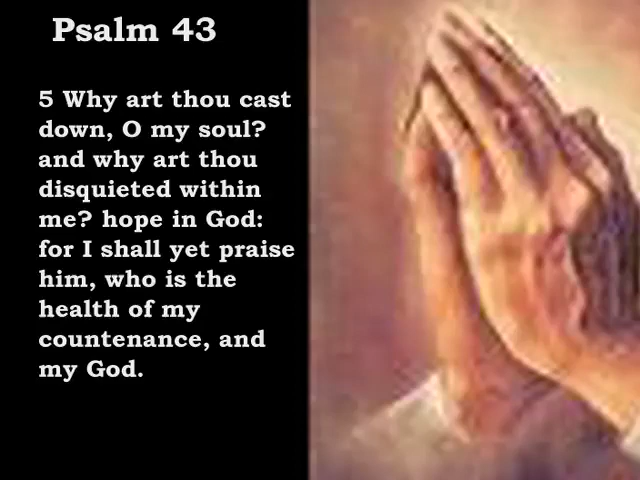 Psalm 43
5 Why art thou cast
down, O my soul?
and why art thou
disquieted within
me? hope in God:
for I shall yet praise
him, who is the
health of my
countenance, and
my God.